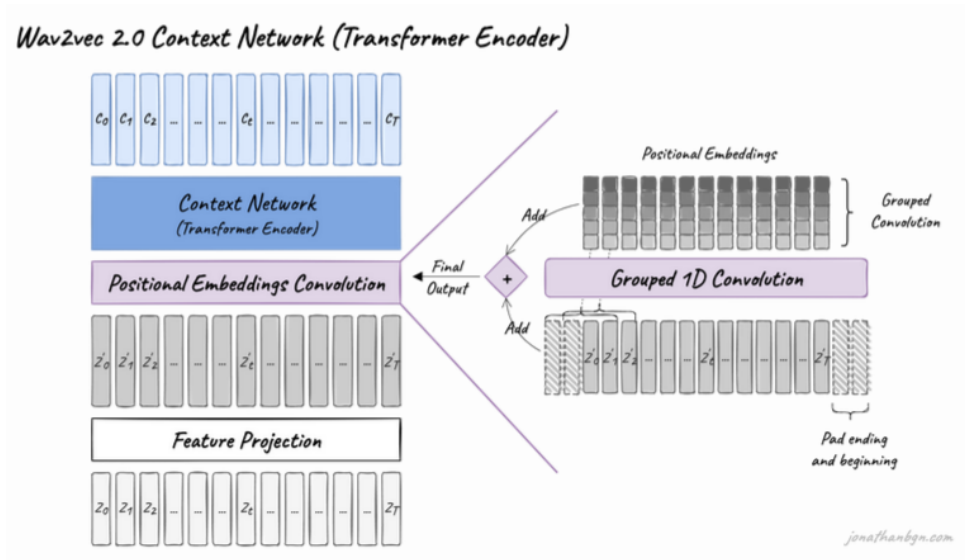 Wav2vec 2.0 Context Network (Transformer Encoder)
C0 C1 C2 ... ... ... Ct ... ... ... ... ... CT
Context Network
(Transformer Encoder)
Positional Embeddings Convolution
Z'0 Z'1 Z'2 ... ... ... Z't ... ... ... ... ... Z'T
Feature Projection
Z0 Z1 Z2 ... ... ... Zt ... ... ... ... ... ZT
Positional Embeddings
Grouped
Convolution
Add
Final
Output
+
Grouped 1D Convolution
Add
Z'0 Z'1 Z'2 ... ... ... Z't ... ... ... ... ... Z'T
Pad ending
and beginning
jonathanbgn.com